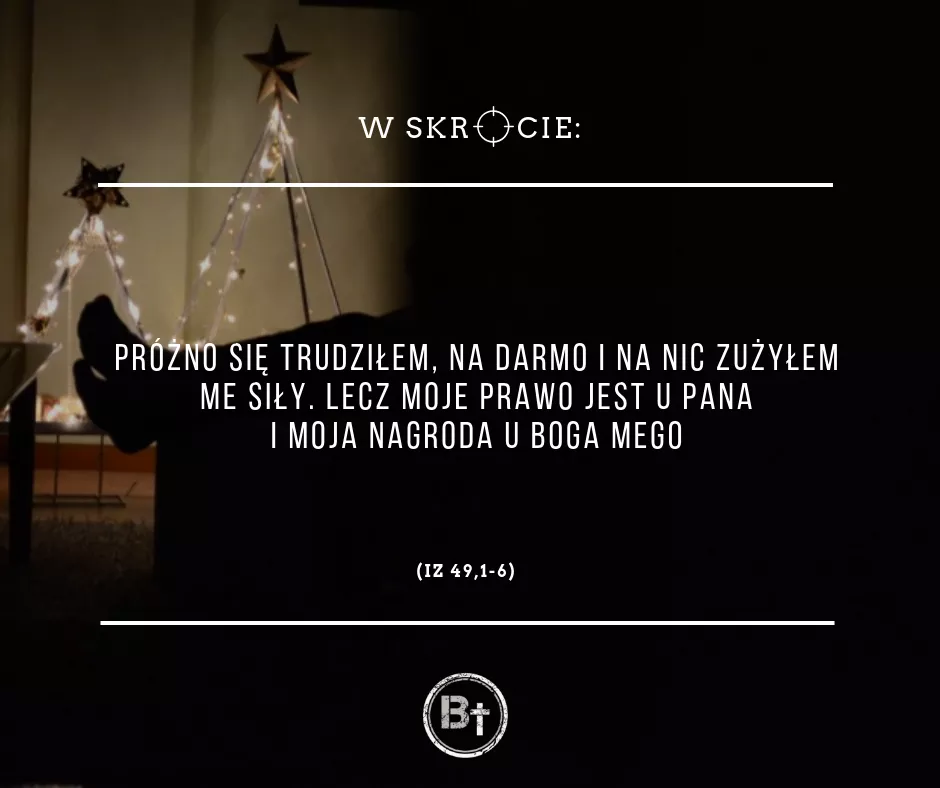 W SKRÓCIE:
PRÓŻNO SIĘ TRUDZIŁEM, NA DARMO I NA NIC ZUŻYŁEM
ME SIŁY. LECZ MOJE PRAWO JEST U PANA
I MOJA NAGRODA U BOGA MEGO
(IZ 49,1-6)
B†